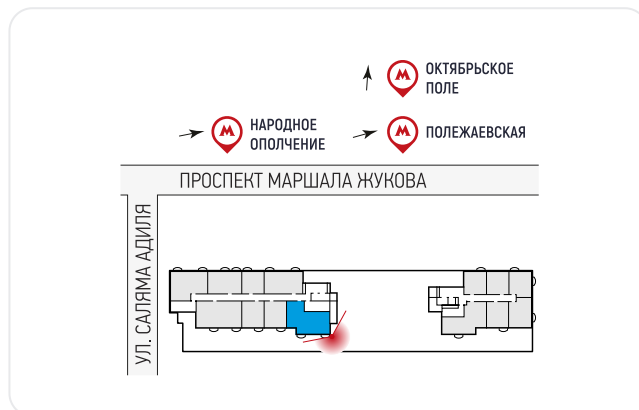 ОКТЯБРЬСКОЕ
ПОЛЕ
НАРОДНОЕ
ОПОЛЧЕНИЕ
ПОЛЕЖАЕВСКАЯ
ПРОСПЕКТ МАРШАЛА ЖУКОВА
УЛ. САЛЯМА АДИЛЯ